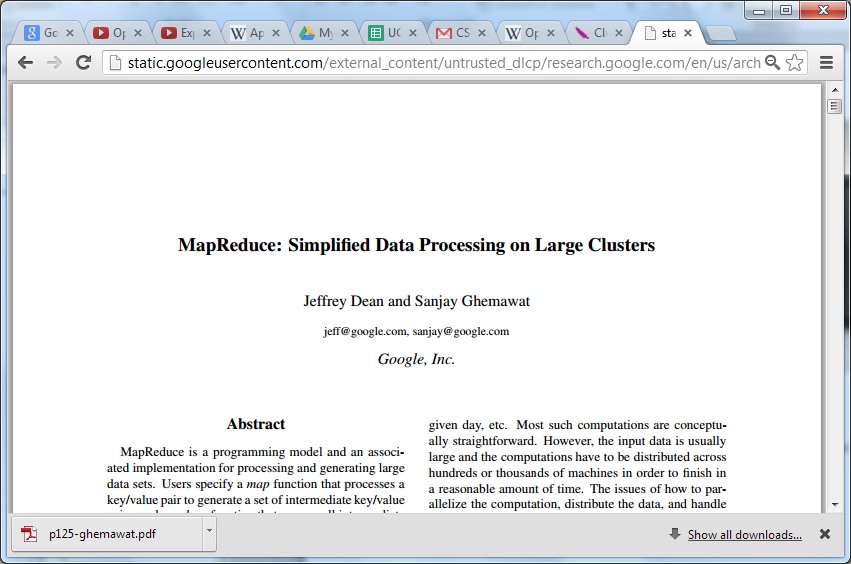 Go
Op
Exp
Ap
My
UC
CS
Op
Cl
sta
static.googleusercontent.com/external_content/untrusted_dlcp/research.google.com/en/us/arch
MapReduce: Simplified Data Processing on Large Clusters
Jeffrey Dean and Sanjay Ghemawat
jeff@google.com, sanjay@google.com
Google, Inc.
Abstract
MapReduce is a programming model and an associ-
ated implementation for processing and generating large
data sets. Users specify a map function that processes a
key/value pair to generate a set of intermediate key/value
given day, etc. Most such computations are conceptu-
ally straightforward. However, the input data is usually
large and the computations have to be distributed across
hundreds or thousands of machines in order to finish in
a reasonable amount of time. The issues of how to par-
allelize the computation, distribute the data, and handle
p125-ghemawat.pdf
Show all downloads...